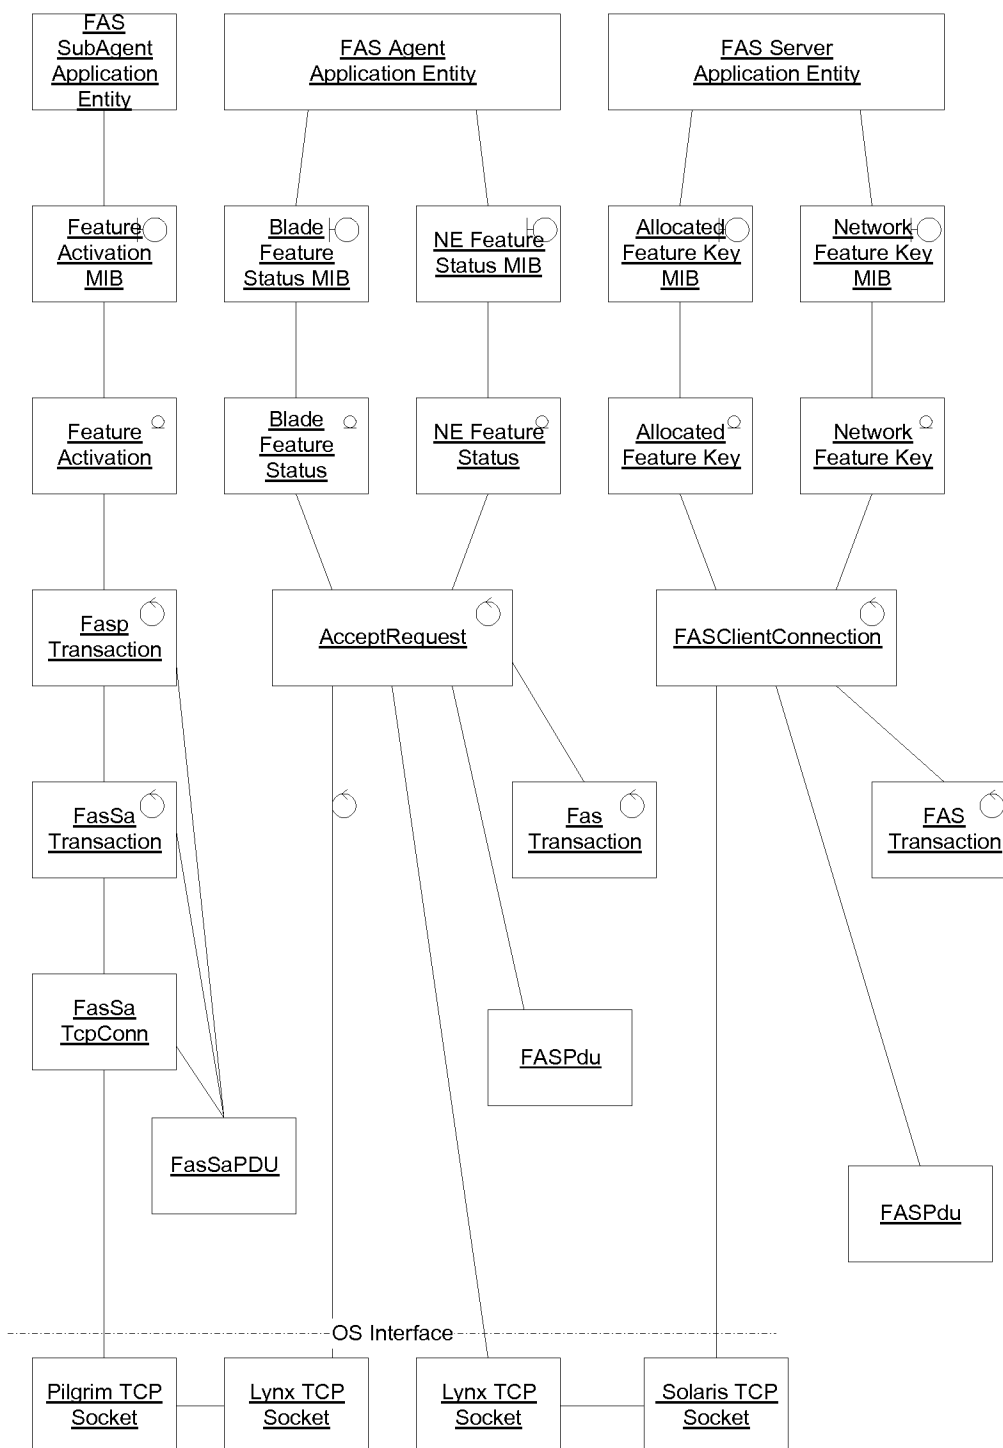 FAS
SubAgent
Application
Entity
FAS Agent
Application Entity
FAS Server
Application Entity
Feature
Activation
MIB
Blade
Feature
Status MIB
NE Feature
Status MIB
Allocated
Feature Key
MIB
Network
Feature Key
MIB
Feature
Activation
Blade
Feature
Status
NE Feature
Status
Allocated
Feature Key
Network
Feature Key
Fasp
Transaction
AcceptRequest
FASClientConnection
FasSa
Transaction
Fas
Transaction
FAS
Transaction
FasSa
TcpConn
FASPdu
FasSaPDU
FASPdu
OS Interface
Pilgrim TCP
Socket
Lynx TCP
Socket
Lynx TCP
Socket
Solaris TCP
Socket